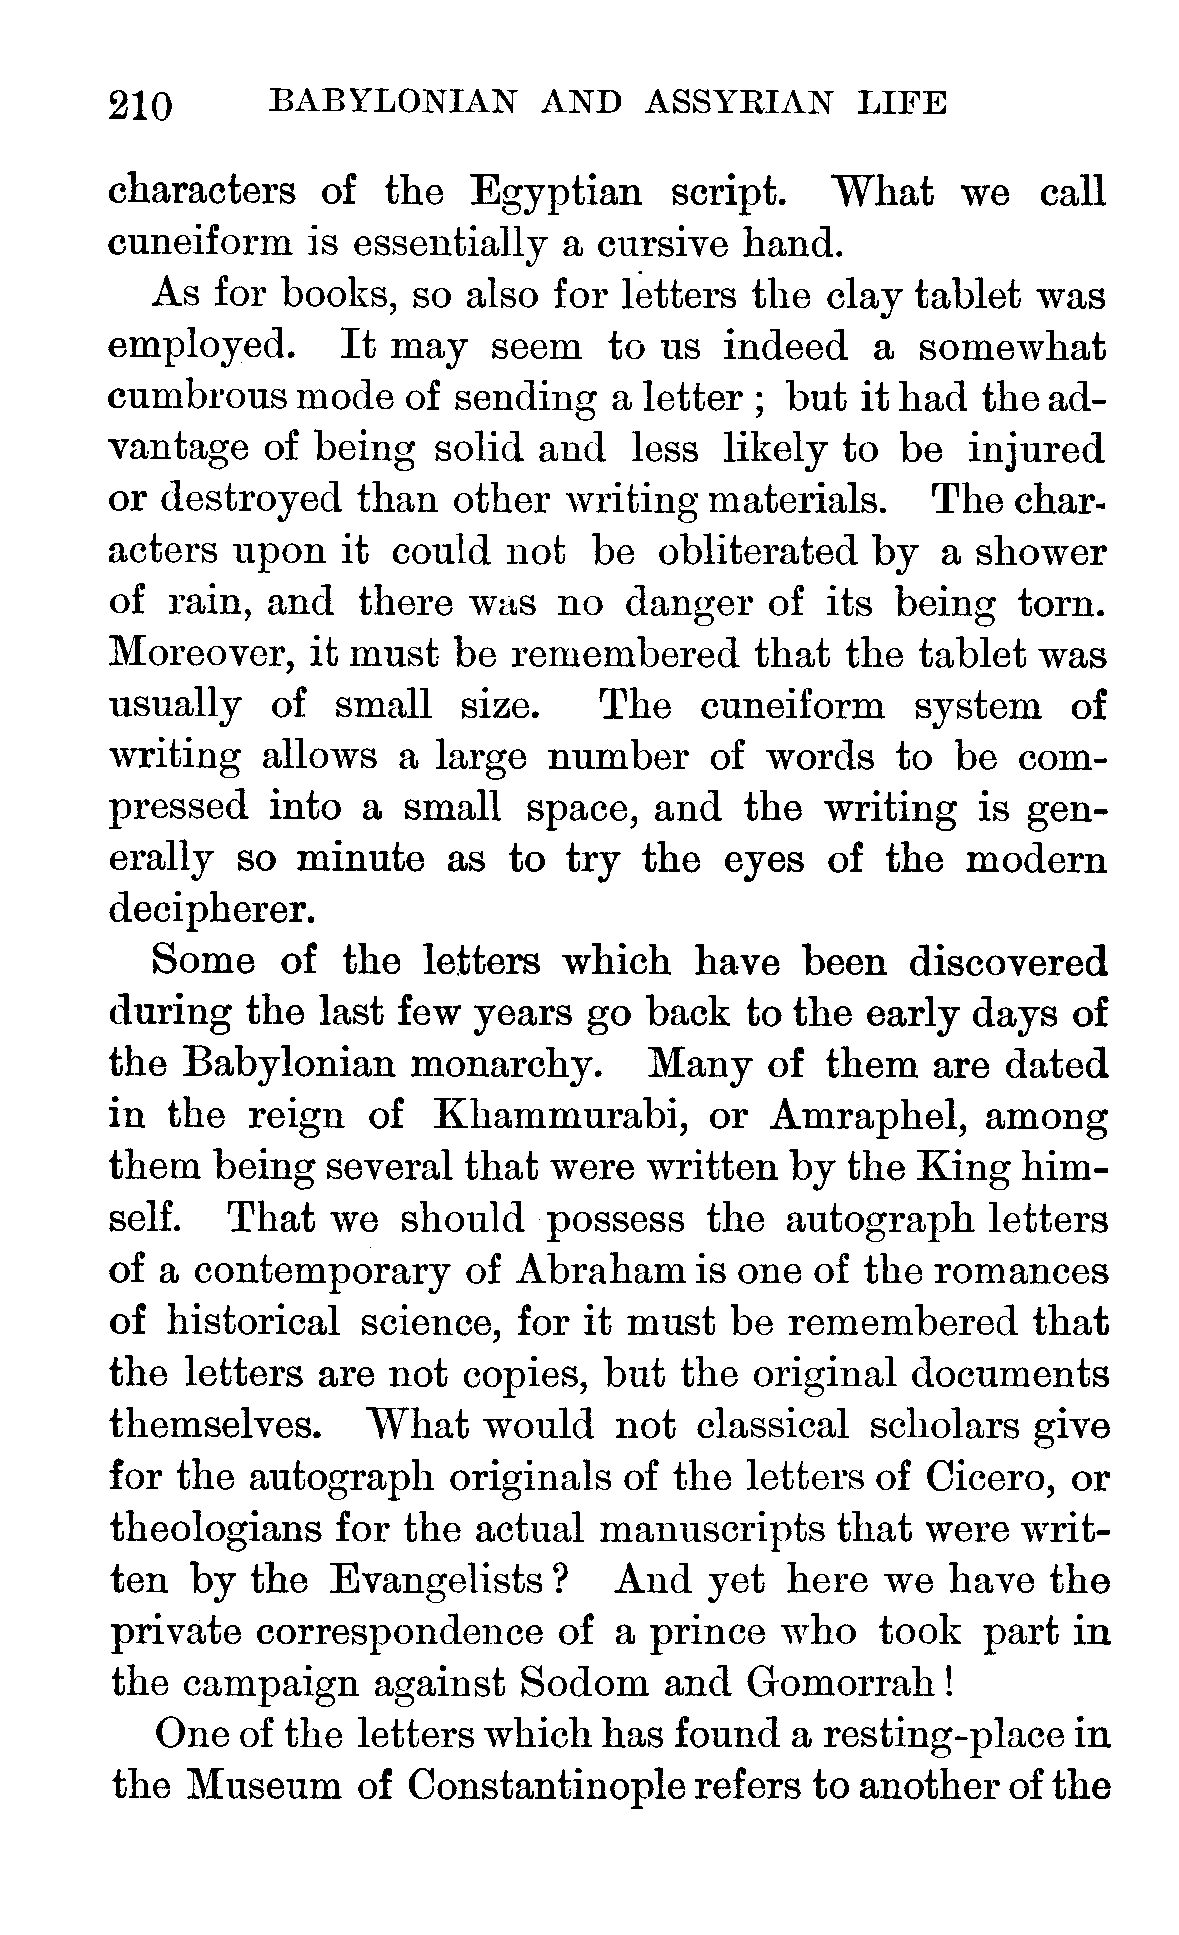 210 BABYLONIAN AND ASSYRIAN LIFE
characters of the Egyptian script. What we call
cuneiform is essentially a cursive hand.
As for books, so also for letters the clay tablet was
employed. It may seem to us indeed a somewhat
cumbrous mode of sending a letter ; but it had the ad-
vantage of being solid and less likely to be injured
or destroyed than other writing materials. The char-
acters upon it could not be obliterated by a shower
of rain, and there was no danger of its being torn.
Moreover, it must be remembered that the tablet was
usually of small size. The cuneiform system of
writing allows a large number of words to be com-
pressed into a small space, and the writing is gen-
erally so minute as to try the eyes of the modern
decipherer.
Some of the letters which have been discovered
during the last few years go back to the early days of
the Babylonian monarchy. Many of them are dated
in the reign of Khammurabi, or Amraphel, among
them being several that were written by the King him-
self. That we should possess the autograph letters
of a contemporary of Abraham is one of the romances
of historical science, for it must be remembered that
the letters are not copies, but the original documents
themselves. What would not classical scholars give
for the autograph originals of the letters of Cicero, or
theologians for the actual manuscripts that were writ-
ten by the Evangelists ? And yet here we have the
private correspondence of a prince who took part in
the campaign against Sodom and Gomorrah !
One of the letters which has found a resting-place in
the Museum of Constantinople refers to another of the